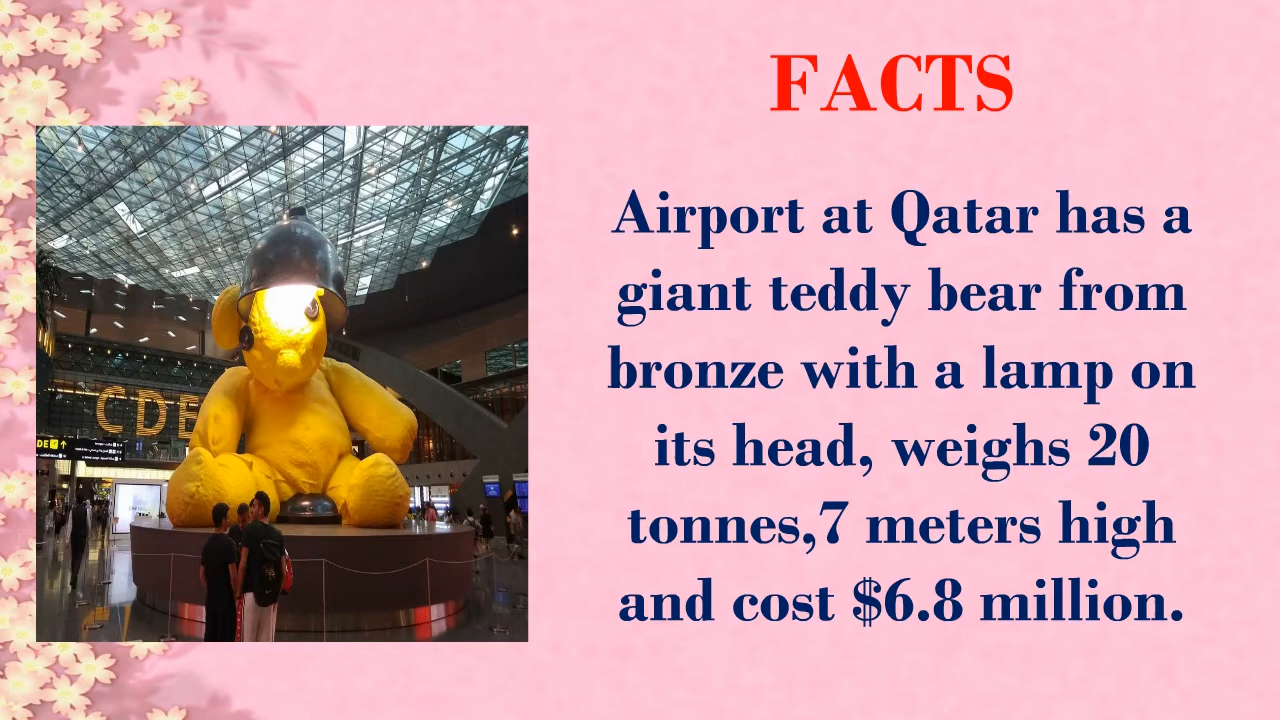 FACTS
Airport at Qatar has a
giant teddy bear from
bronze with a lamp on
its head, weighs 20
tonnes,7 meters high
and cost $6.8 million.
CDE
DE